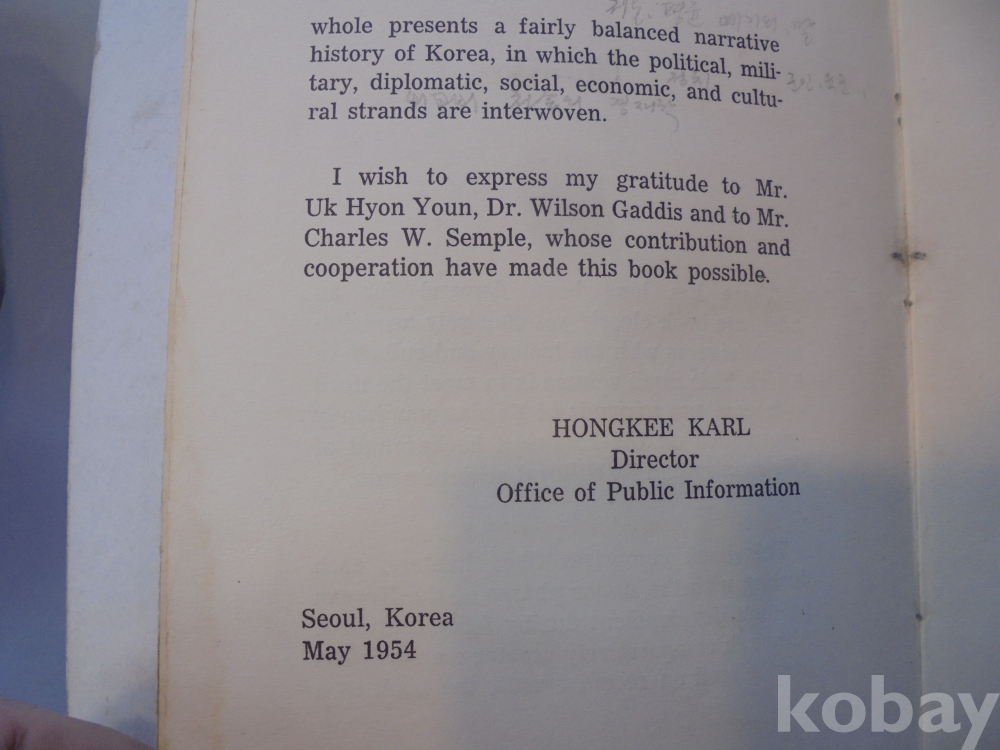 whole presents a fairly balanced narrative
history of Korea, in which the political, mili-
tary, diplomatic, social, economic, and cultu-
ral strands are interwoven.
I wish to express my gratitude to Mr.
Uk Hyon Youn, Dr. Wilson Gaddis and to Mr.
Charles W. Semple, whose contribution and
cooperation have made this book possible.
HONGKEE KARL
Director
Office of Public Information
Seoul, Korea
May 1954
kobay